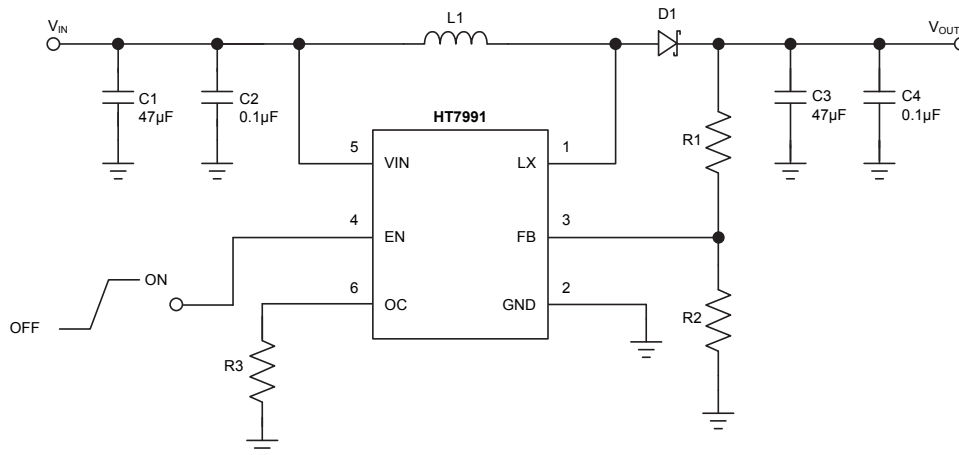 VIN
L1
D1
VOUT
C1
47µF
C2
0.1µF
C3
47µF
C4
0.1µF
HT7991
R1
5
VIN
LX
1
4
EN
FB
3
ON
OFF
6
OC
GND
2
R2
R3